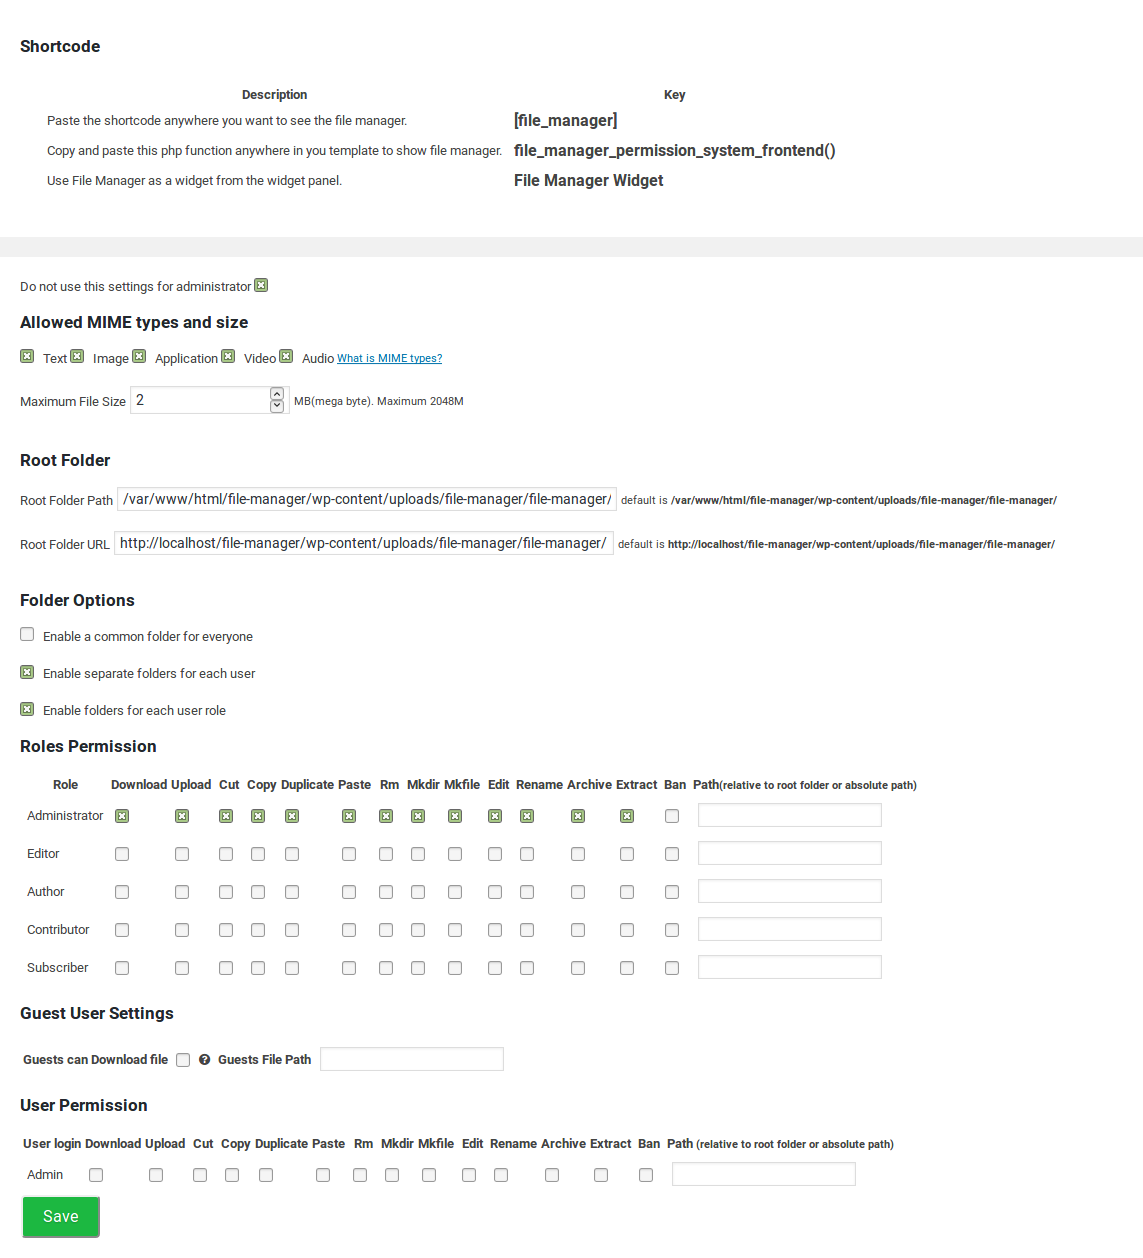 Shortcode
Description Key
Paste the shortcode anywhere you want to see the file manager. [file_manager]
Copy and paste this php function anywhere in you template to show file manager. file_manager_permission_system_frontend()
Use File Manager as a widget from the widget panel. File Manager Widget
Do not use this settings for administrator
Allowed MIME types and size
Text Image Application Video Audio What is MIME types?
Maximum File Size 2 MB(mega byte). Maximum 2048M
Root Folder
Root Folder Path /var/www/html/file-manager/wp-content/uploads/file-manager/file-manager/ default is /var/www/html/file-manager/wp-content/uploads/file-manager/file-manager/
Root Folder URL http://localhost/file-manager/wp-content/uploads/file-manager/file-manager/ default is http://localhost/file-manager/wp-content/uploads/file-manager/file-manager/
Folder Options
Enable a common folder for everyone
Enable separate folders for each user
Enable folders for each user role
Roles Permission
Role Download Upload Cut Copy Duplicate Paste Rm Mkdir Mkfile Edit Rename Archive Extract Ban Path(relative to root folder or absolute path)
Administrator
Editor
Author
Contributor
Subscriber
Guest User Settings
Guests can Download file ? Guests File Path
User Permission
User login Download Upload Cut Copy Duplicate Paste Rm Mkdir Mkfile Edit Rename Archive Extract Ban Path (relative to root folder or absolute path)
Admin
Save